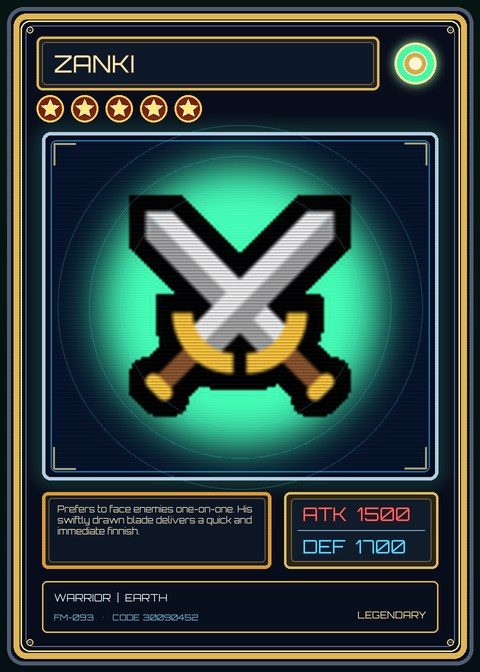 ZANKI
Prefers to face enemies one-on-one. His
swiftly drawn blade delivers a quick and
immediate finnish.
ATK 1500
DEF 1700
WARRIOR | EARTH
FM-093 · CODE 30090452
LEGENDARY